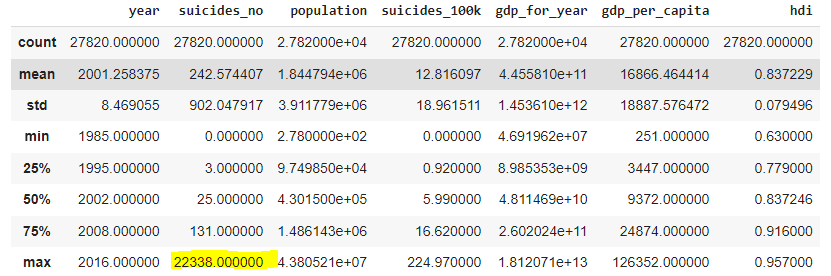 year suicides_no population suicides_100k gdp_for_year gdp_per_capita hdi
count 27820.000000 27820.000000 2.782000e+04 27820.000000 2.782000e+04 27820.000000 27820.000000
mean 2001.258375 242.574407 1.844794e+06 12.816097 4.455810e+11 16866.464414 0.837229
std 8.469055 902.047917 3.911779e+06 18.961511 1.453610e+12 18887.576472 0.079496
min 1985.000000 0.000000 2.780000e+02 0.000000 4.691962e+07 251.000000 0.630000
25% 1995.000000 3.000000 9.749850e+04 0.920000 8.985353e+09 3447.000000 0.779000
50% 2002.000000 25.000000 4.301500e+05 5.990000 4.811469e+10 9372.000000 0.837246
75% 2008.000000 131.000000 1.486143e+06 16.620000 2.602024e+11 24874.000000 0.916000
max 2016.000000 22338.000000 4.380521e+07 224.970000 1.812071e+13 126352.000000 0.957000